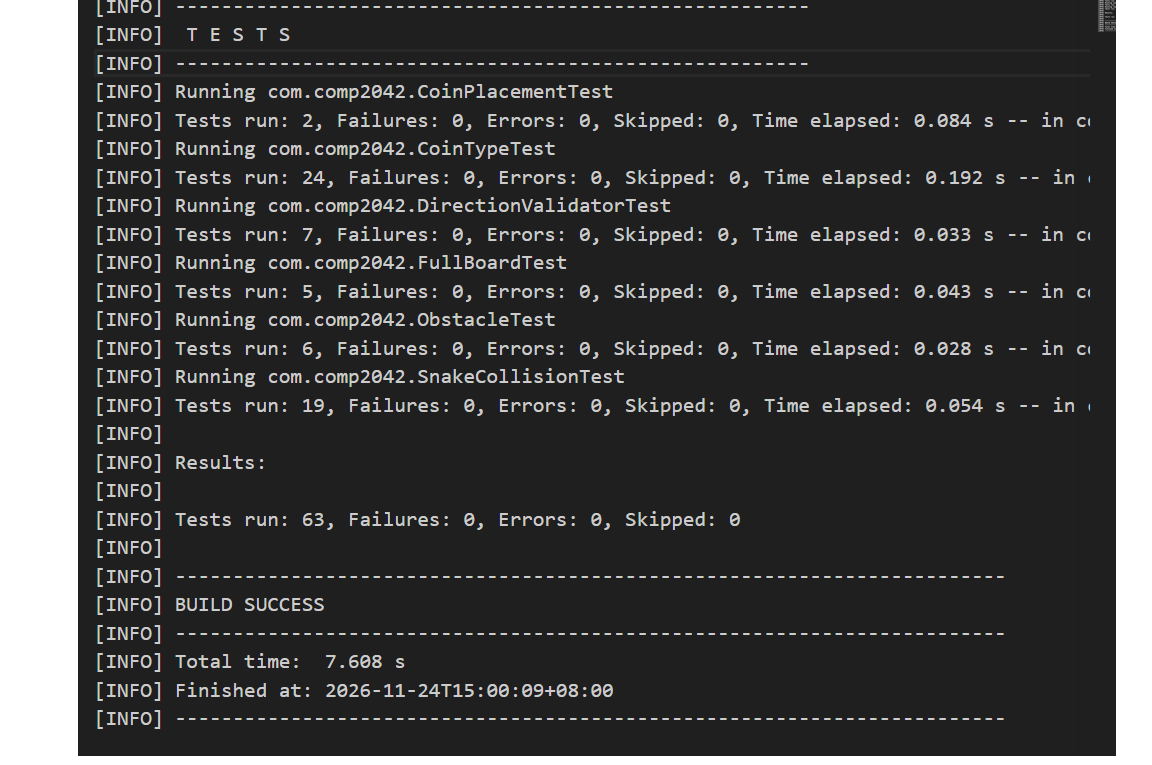 [INFO] -------------------------------------------------------
[INFO]  T E S T S
[INFO] -------------------------------------------------------
[INFO] Running com.comp2042.CoinPlacementTest
[INFO] Tests run: 2, Failures: 0, Errors: 0, Skipped: 0, Time elapsed: 0.084 s -- in
[INFO] Running com.comp2042.CoinTypeTest
[INFO] Tests run: 24, Failures: 0, Errors: 0, Skipped: 0, Time elapsed: 0.192 s -- in
[INFO] Running com.comp2042.DirectionValidatorTest
[INFO] Tests run: 7, Failures: 0, Errors: 0, Skipped: 0, Time elapsed: 0.033 s -- in
[INFO] Running com.comp2042.FullBoardTest
[INFO] Tests run: 5, Failures: 0, Errors: 0, Skipped: 0, Time elapsed: 0.043 s -- in
[INFO] Running com.comp2042.ObstacleTest
[INFO] Tests run: 6, Failures: 0, Errors: 0, Skipped: 0, Time elapsed: 0.028 s -- in
[INFO] Running com.comp2042.SnakeCollisionTest
[INFO] Tests run: 19, Failures: 0, Errors: 0, Skipped: 0, Time elapsed: 0.054 s -- in
[INFO]
[INFO] Results:
[INFO]
[INFO] Tests run: 63, Failures: 0, Errors: 0, Skipped: 0
[INFO]
[INFO] ------------------------------------------------------------------------
[INFO] BUILD SUCCESS
[INFO] ------------------------------------------------------------------------
[INFO] Total time:  7.608 s
[INFO] Finished at: 2026-11-24T15:00:09+08:00
[INFO] ------------------------------------------------------------------------